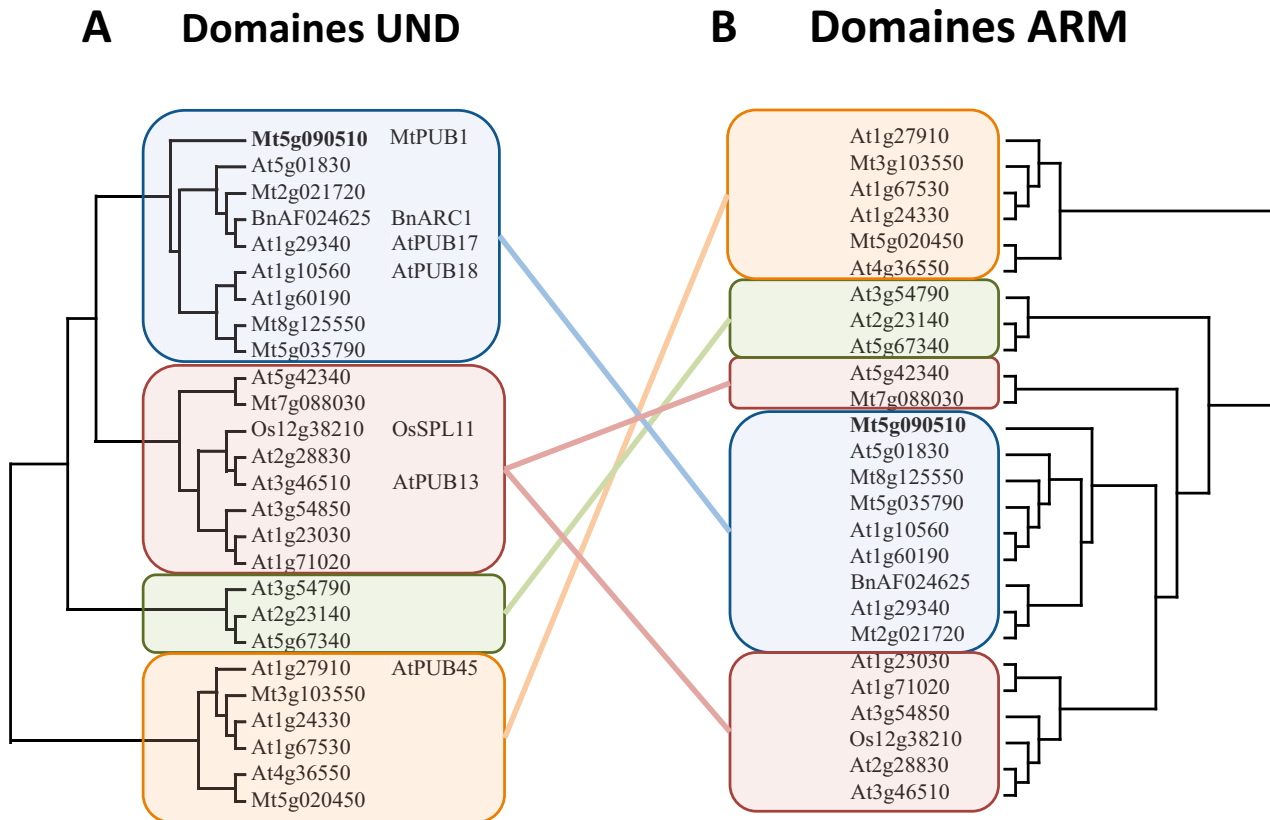 A Domaines UND
Mt5g090510 MtPUB1
At5g01830
Mt2g021720
BnAF024625 BnARC1
At1g29340 AtPUB17
At1g10560 AtPUB18
At1g60190
Mt8g125550
Mt5g035790
At5g42340
Mt7g088030
Os12g38210 OsSPL11
At2g28830
At3g46510 AtPUB13
At3g54850
At1g23030
At1g71020
At3g54790
At2g23140
At5g67340
At1g27910 AtPUB45
Mt3g103550
At1g24330
At1g67530
At4g36550
Mt5g020450
B Domaines ARM
At1g27910
Mt3g103550
At1g67530
At1g24330
Mt5g020450
At4g36550
At3g54790
At2g23140
At5g67340
At5g42340
Mt7g088030
Mt5g090510
At5g01830
Mt8g125550
Mt5g035790
At1g10560
At1g60190
BnAF024625
At1g29340
Mt2g021720
At1g23030
At1g71020
At3g54850
Os12g38210
At2g28830
At3g46510